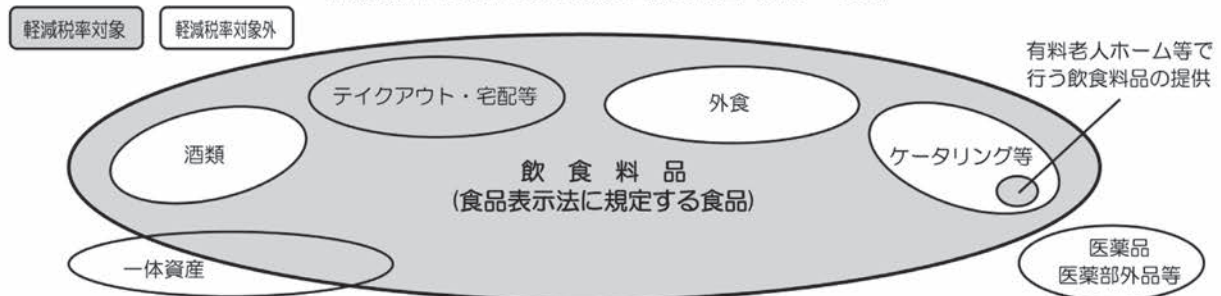 軽減税率対象
軽減税率対象外
有料老人ホーム等で
行う飲食料品の提供
テイクアウト・宅配等
外食
酒類
ケータリング等
飲食料品
(食品表示法に規定する食品)
一体資産
医薬品
医薬部外品等